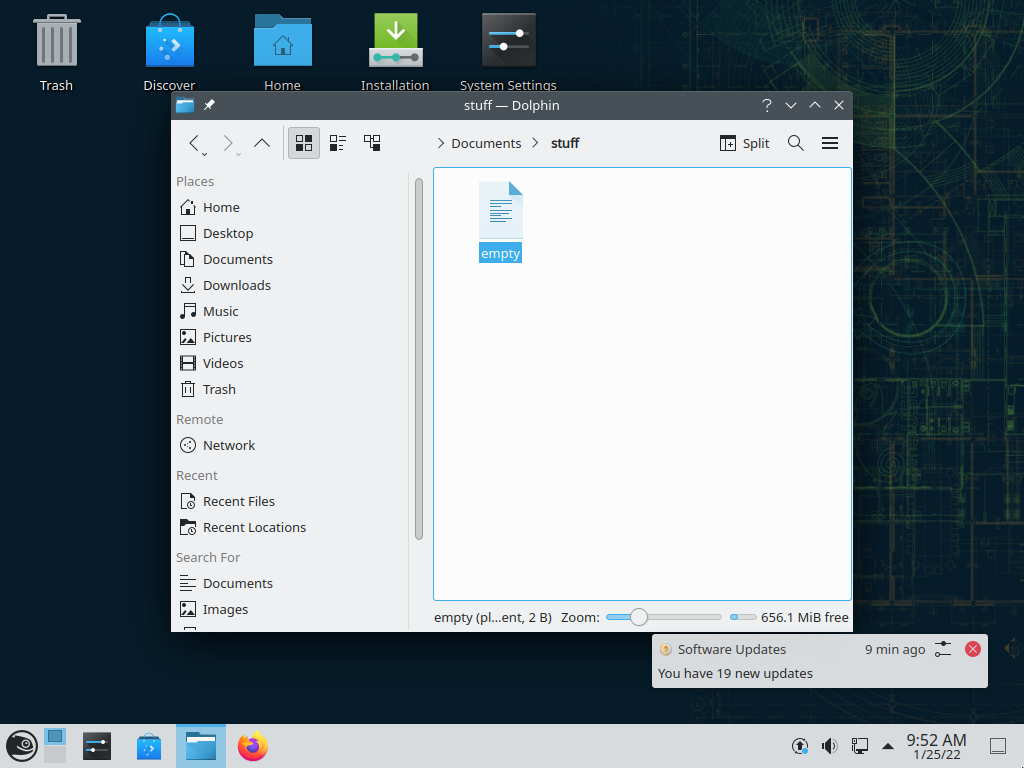 Trash
Discover
Home
Installation
System Settings
stuff — Dolphin
Documents
stuff
Split
Places
Home
Desktop
Documents
Downloads
Music
Pictures
Videos
Trash
Remote
Network
Recent
Recent Files
Recent Locations
Search For
Documents
Images
empty
empty (pl...ent, 2 B)
Zoom:
656.1 MiB free
Software Updates
9 min ago
You have 19 new updates
9:52 AM
1/25/22